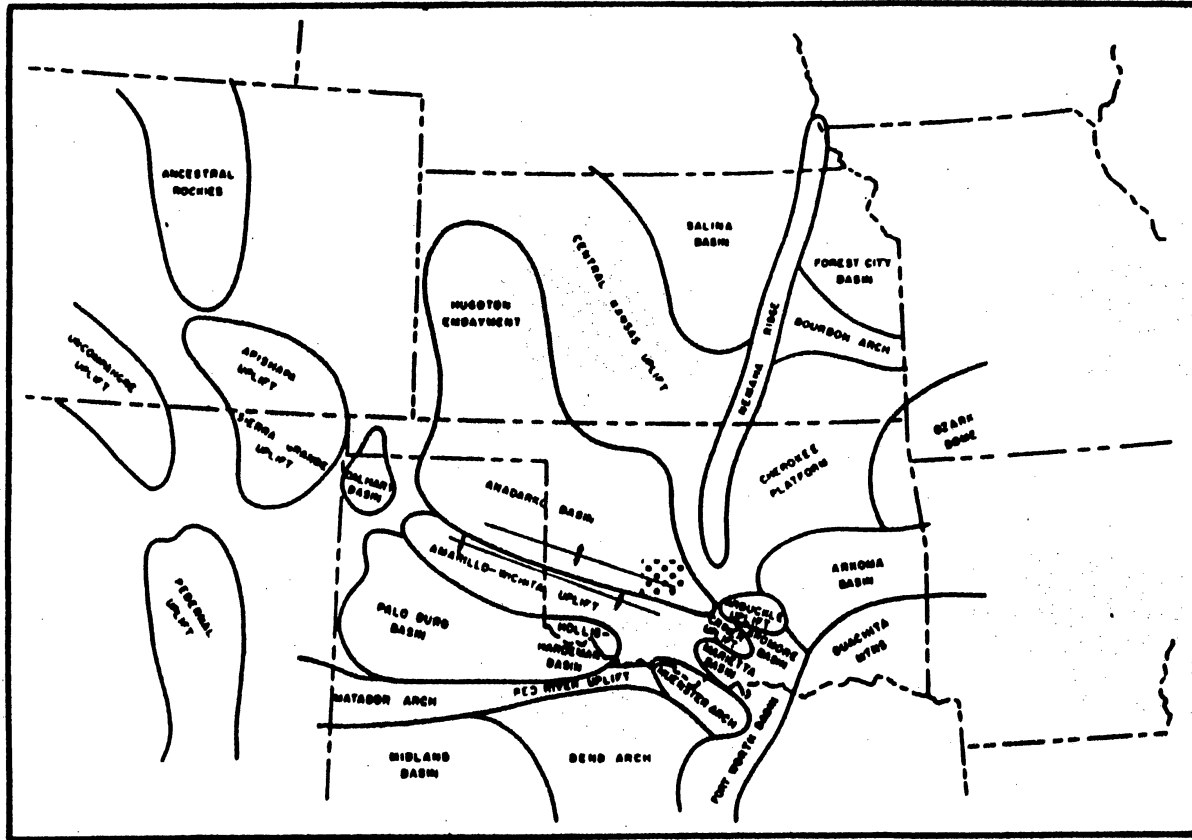 ANCESTRAL
ROCKIES
SALINA
BASIN
FOREST CITY
BASIN
CENTRAL KANSAS UPLIFT
HUGOTON
EMBAYMENT
NEMAHA RIDGE
BOURBON ARCH
UNCOMPAHGRE
UPLIFT
APISHAPA
UPLIFT
SIERRA GRANDE
UPLIFT
OZARK
DOME
CHEROKEE
PLATFORM
DALHART
BASIN
ANADARKO BASIN
AMARILLO-WICHITA UPLIFT
ARKOMA
BASIN
PEDERNAL
UPLIFT
PALO DURO
BASIN
HOLLIS-
HARDEMAN
BASIN
ARBUCKLE
UPLIFT
ARDMORE
BASIN
MARIETTA
BASIN
OUACHITA
MTNS
RED RIVER UPLIFT
MUENSTER ARCH
MATADOR ARCH
MIDLAND
BASIN
BEND ARCH
FORT WORTH BASIN